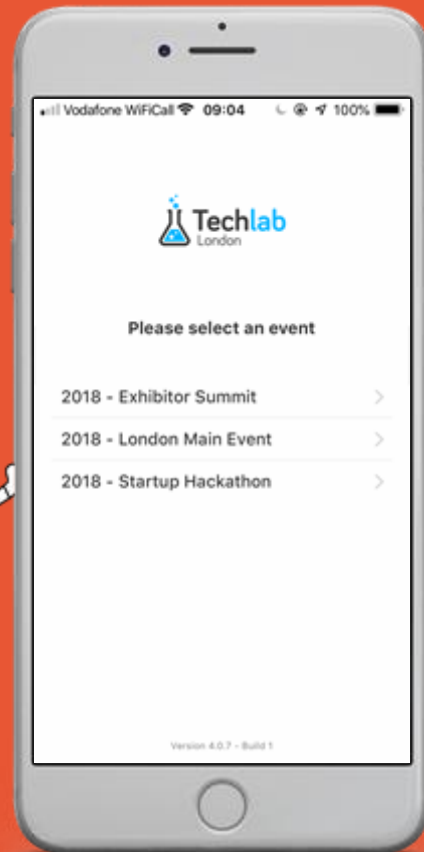 Vodafone WiFiCall 09:04 100%
Techlab
London
Please select an event
2018 - Exhibitor Summit
2018 - London Main Event
2018 - Startup Hackathon
Version 4.0.7 - Build 1